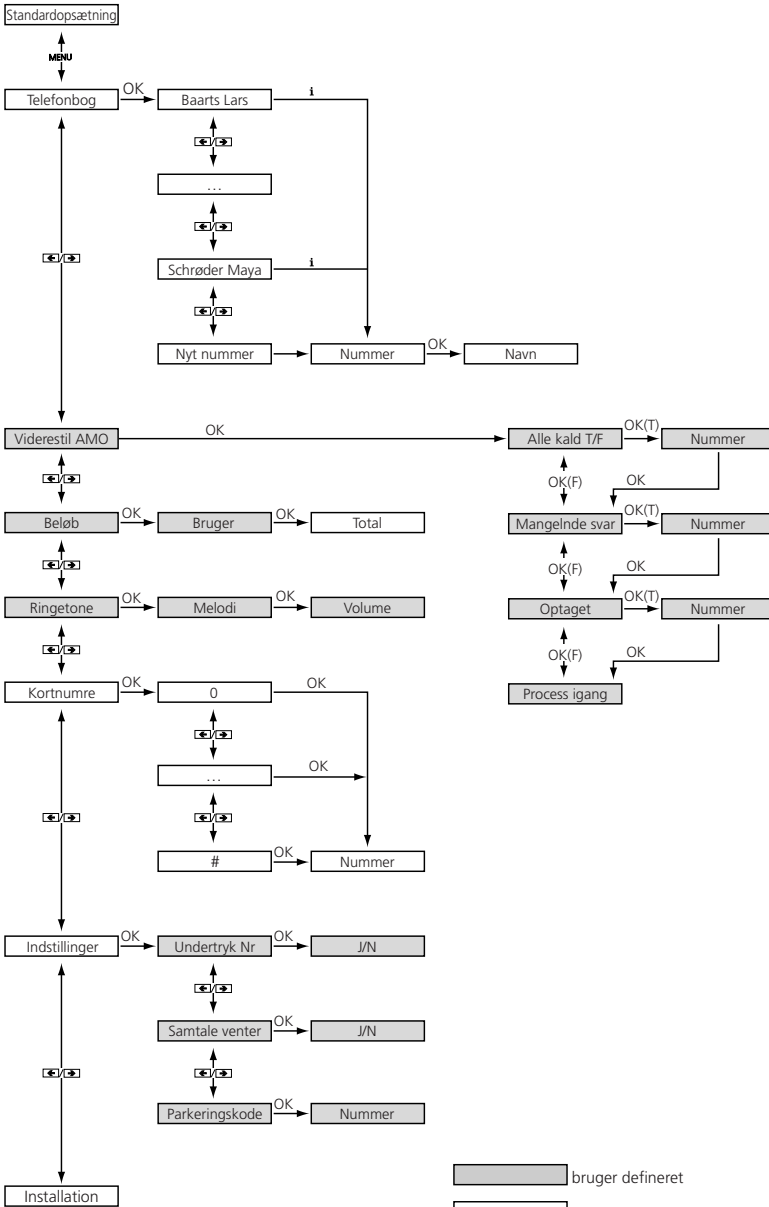 Standardopsætning
MENU
Telefonbog
OK
Baarts Lars
i
...
Schrøder Maya
i
Nyt nummer
Nummer
OK
Navn
Viderestil AMO
OK
Alle kald T/F
OK(T)
Nummer
OK(F)
OK
Beløb
OK
Bruger
OK
Total
Mangelnde svar
OK(T)
Nummer
OK(F)
OK
Ringetone
OK
Melodi
OK
Volume
Optaget
OK(T)
Nummer
OK(F)
OK
Kortnumre
OK
0
OK
Process igang
...
OK
#
OK
Nummer
Indstillinger
OK
Undertryk Nr
OK
J/N
Samtale venter
OK
J/N
Parkeringskode
OK
Nummer
bruger defineret
Installation